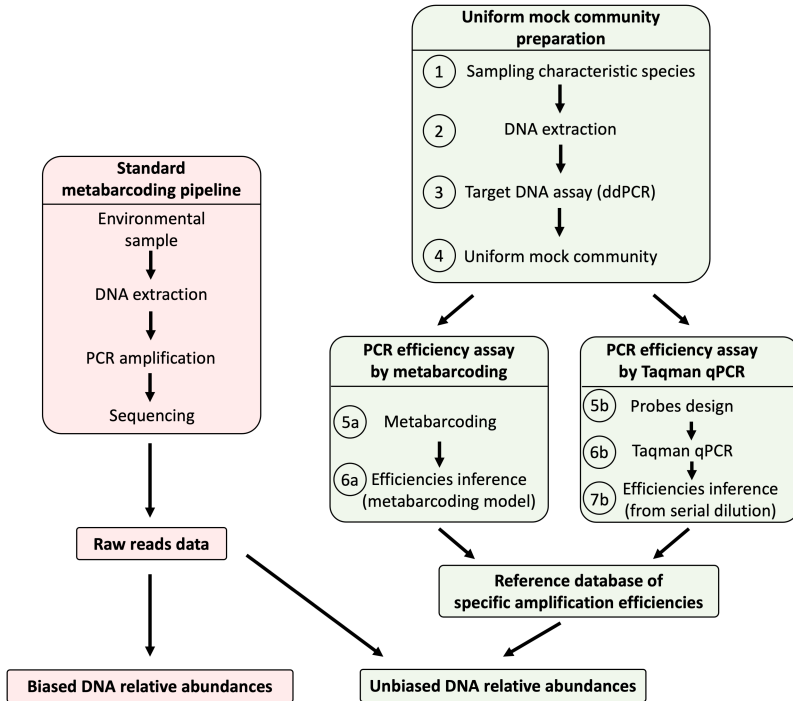 Uniform mock community
preparation
1 Sampling characteristic species
2 DNA extraction
3 Target DNA assay (ddPCR)
4 Uniform mock community
Standard
metabarcoding pipeline
Environmental
sample
DNA extraction
PCR amplification
Sequencing
PCR efficiency assay
by metabarcoding
5a Metabarcoding
6a Efficiencies inference
(metabarcoding model)
PCR efficiency assay
by Taqman qPCR
5b Probes design
6b Taqman qPCR
7b Efficiencies inference
(from serial dilution)
Raw reads data
Reference database of
specific amplification efficiencies
Biased DNA relative abundances
Unbiased DNA relative abundances